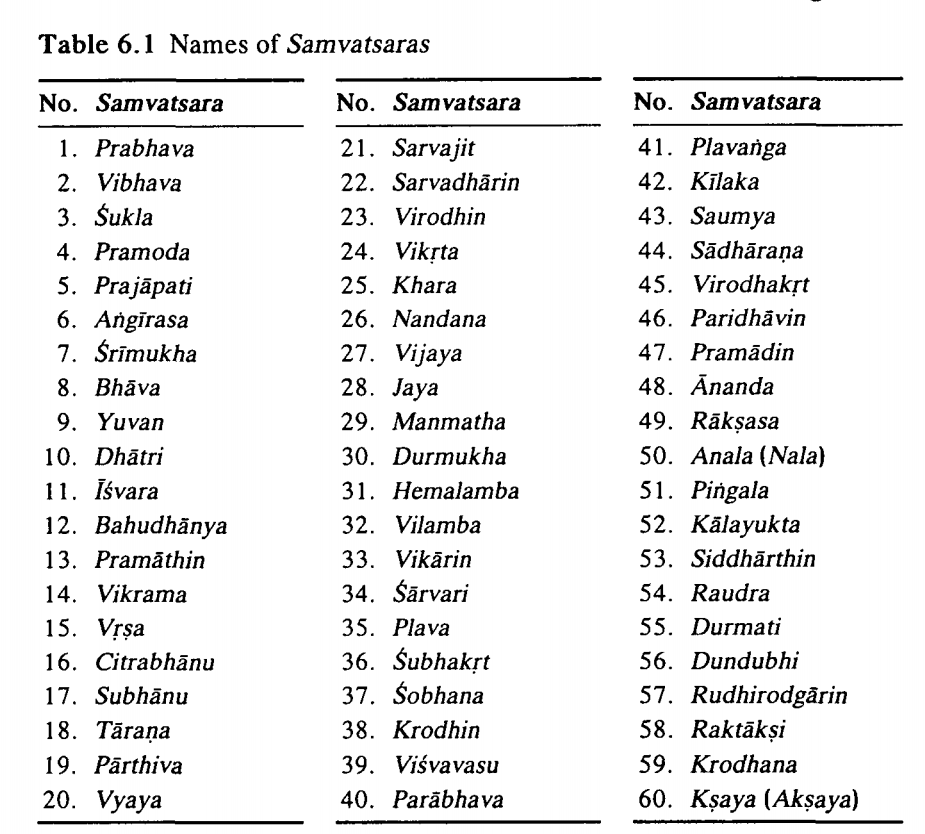 Table 6.1 Names of Samvatsaras
No. Samvatsara
1. Prabhava
2. Vibhava
3. Śukla
4. Pramoda
5. Prajāpati
6. Aṅgīrasa
7. Śrīmukha
8. Bhāva
9. Yuvan
10. Dhātri
11. Īśvara
12. Bahudhānya
13. Pramāthin
14. Vikrama
15. Vṛṣa
16. Citrabhānu
17. Subhānu
18. Tāraṇa
19. Pārthiva
20. Vyaya
No. Samvatsara
21. Sarvajit
22. Sarvadhārin
23. Virodhin
24. Vikṛta
25. Khara
26. Nandana
27. Vijaya
28. Jaya
29. Manmatha
30. Durmukha
31. Hemalamba
32. Vilamba
33. Vikārin
34. Śārvari
35. Plava
36. Śubhakṛt
37. Śobhana
38. Krodhin
39. Viśvavasu
40. Parābhava
No. Samvatsara
41. Plavaṅga
42. Kīlaka
43. Saumya
44. Sādhāraṇa
45. Virodhakṛt
46. Paridhāvin
47. Pramādin
48. Ānanda
49. Rākṣasa
50. Anala (Nala)
51. Piṅgala
52. Kālayukta
53. Siddhārthin
54. Raudra
55. Durmati
56. Dundubhi
57. Rudhirodgārin
58. Raktākṣi
59. Krodhana
60. Kṣaya (Akṣaya)